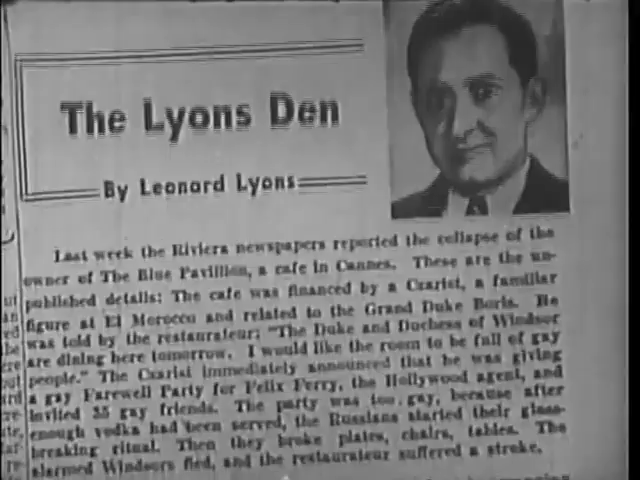 The Lyons Den
By Leonard Lyons
Last week the Riviera newspapers reported the collapse of the
owner of The Blue Pavillion, a cafe in Cannes. These are the un-
published details: The cafe was financed by a Czarist, a familiar
figure at El Morocco and related to the Grand Duke Boris. He
was told by the restaurateur: "The Duke and Duchess of Windsor
are dining here tomorrow. I would like the room to be full of gay
people." The Czarist immediately announced that he was giving
a gay Farewell Party for Felix Ferry, the Hollywood agent, and
invited 35 gay friends. The party was too gay, because after
enough vodka had been served, the Russians started their glass-
breaking ritual. Then they broke plates, chairs, tables. The
alarmed Windsors fled, and the restaurateur suffered a stroke.